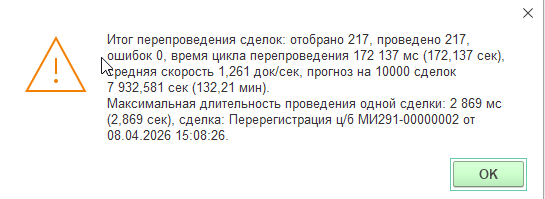 Итог перепроведения сделок: отобрано 217, проведено 217,
ошибок 0, время цикла перепроведения 172 137 мс (172,137 сек),
средняя скорость 1,261 док/сек, прогноз на 10000 сделок
7 932,581 сек (132,21 мин).
Максимальная длительность проведения одной сделки: 2 869 мс
(2,869 сек), сделка: Перерегистрация ц/б МИ291-00000002 от
08.04.2026 15:08:26.
OK